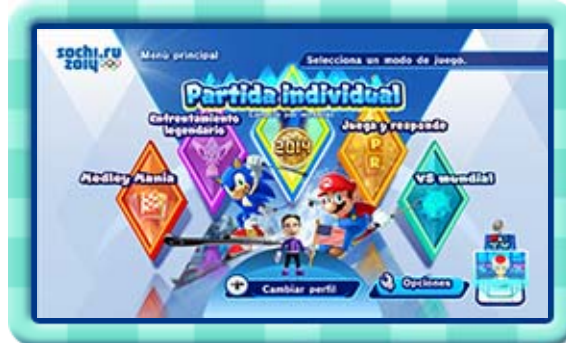 sochi.ru
2014
Menú principal
Selecciona un modo de juego.
Partida individual
Enfrentamiento
legendario
2014
Juega y responde
P
R
Medley Manía
VS mundial
Cambiar perfil
Opciones